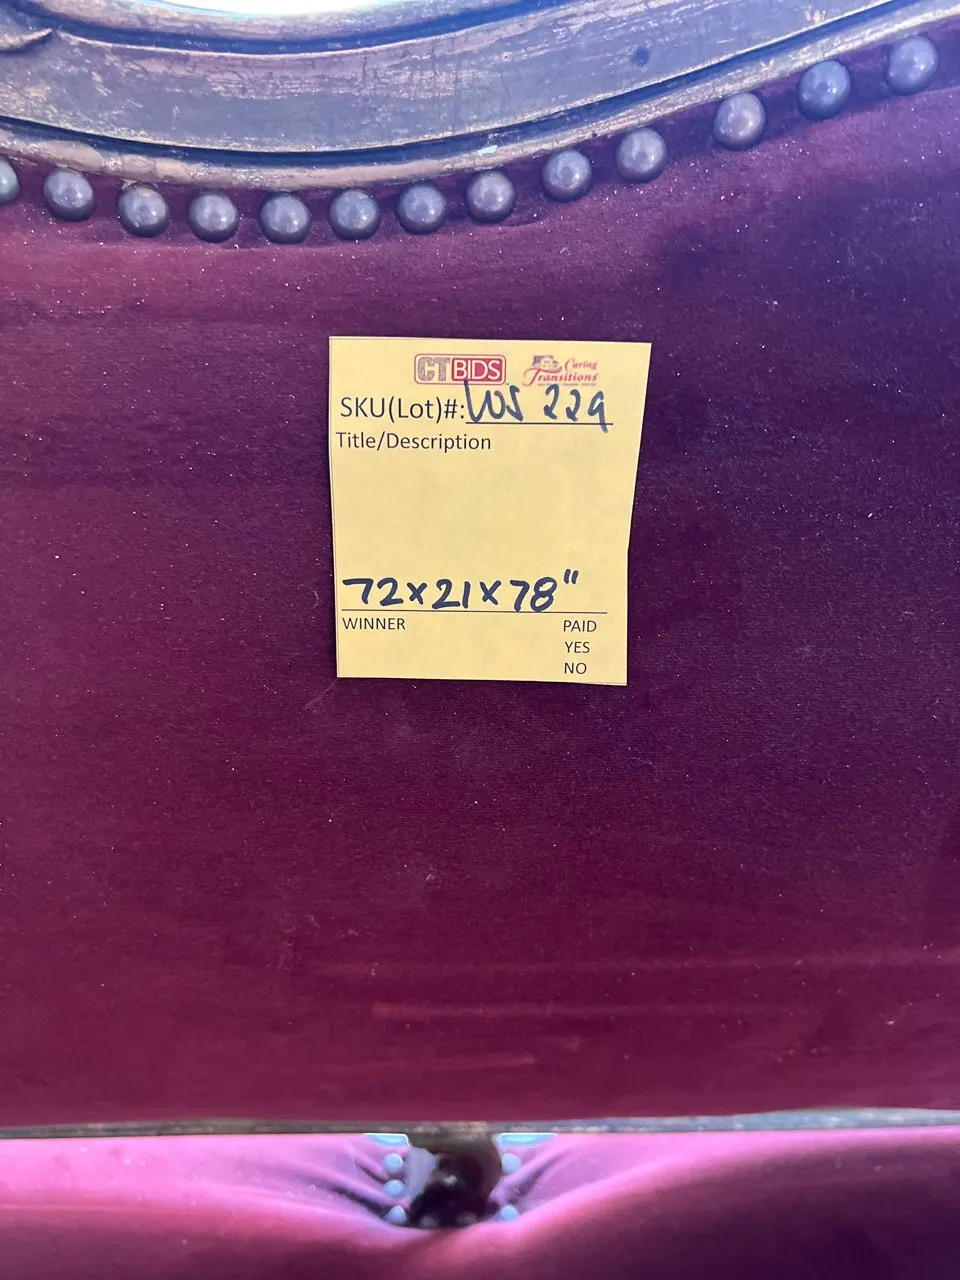 CTBIDS Caring Transitions
SKU(Lot)#: WS 229
Title/Description
72x21x78"
WINNER PAID
YES
NO